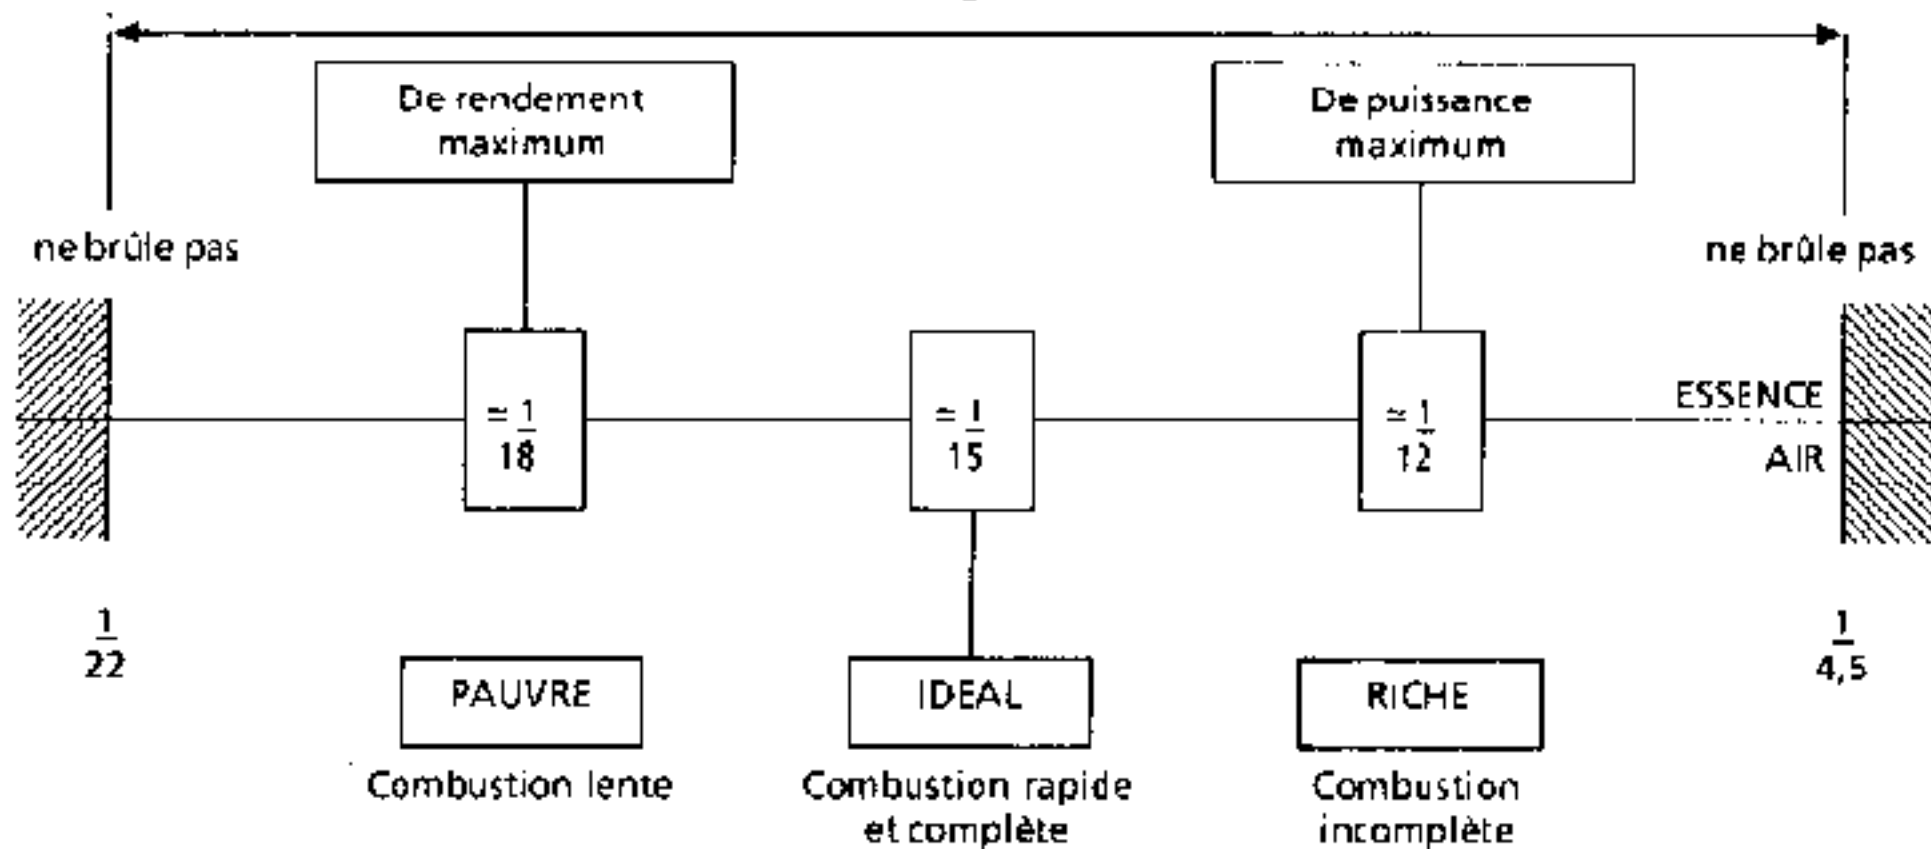 De rendement
maximum
De puissance
maximum
ne brûle pas
ne brûle pas
≃ 1
18
≃ 1
15
≃ 1
12
ESSENCE
AIR
1
22
1
4,5
PAUVRE
IDEAL
RICHE
Combustion lente
Combustion rapide
et complète
Combustion
incomplète